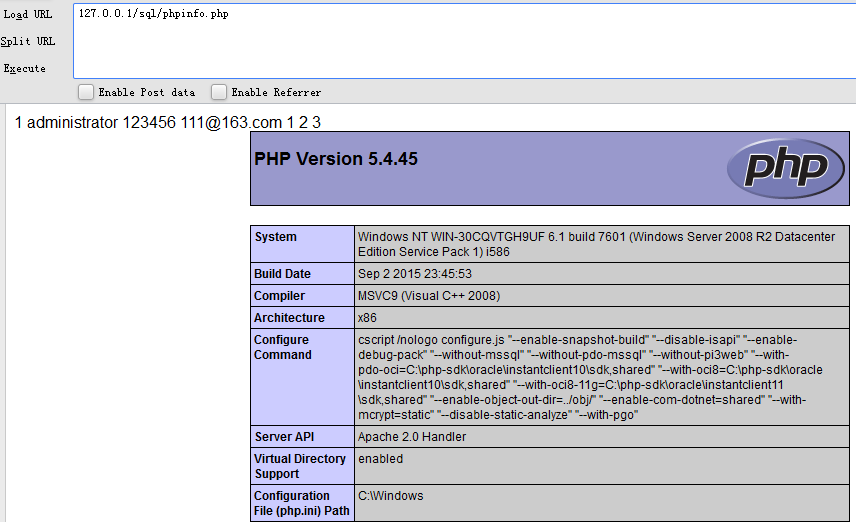 Load URL
127.0.0.1/sql/phpinfo.php
Split URL
Execute
Enable Post data Enable Referrer
1 administrator 123456 111@163.com 1 2 3
PHP Version 5.4.45
php
System
Windows NT WIN-30CQVTGH9UF 6.1 build 7601 (Windows Server 2008 R2 Datacenter
Edition Service Pack 1) i586
Build Date
Sep 2 2015 23:45:53
Compiler
MSVC9 (Visual C++ 2008)
Architecture
x86
Configure
Command
cscript /nologo configure.js "--enable-snapshot-build" "--disable-isapi" "--enable-
debug-pack" "--without-mssql" "--without-pdo-mssql" "--without-pi3web" "--with-
pdo-oci=C:\php-sdk\oracle\instantclient10\sdk,shared" "--with-oci8=C:\php-sdk\oracle
\instantclient10\sdk,shared" "--with-oci8-11g=C:\php-sdk\oracle\instantclient11
\sdk,shared" "--enable-object-out-dir=../obj/" "--enable-com-dotnet=shared" "--with-
mcrypt=static" "--disable-static-analyze" "--with-pgo"
Server API
Apache 2.0 Handler
Virtual Directory
Support
enabled
Configuration
File (php.ini) Path
C:\Windows